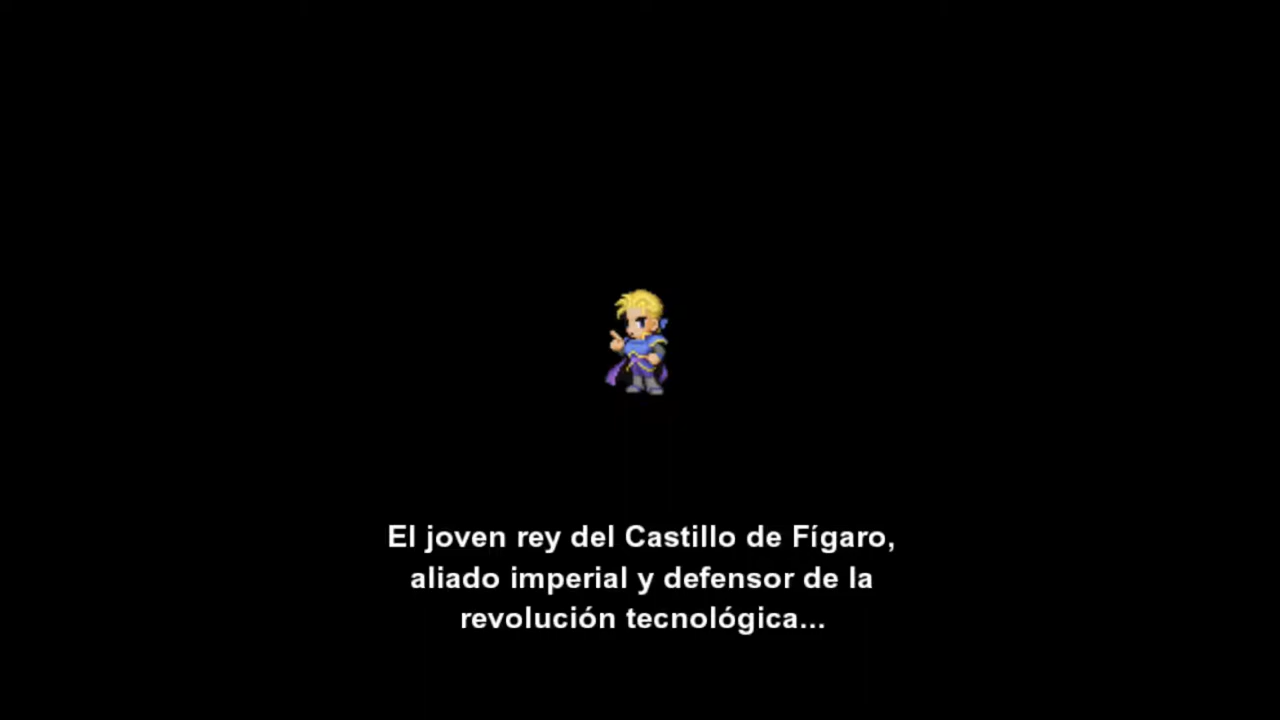 El joven rey del Castillo de Fígaro,
aliado imperial y defensor de la
revolución tecnológica...